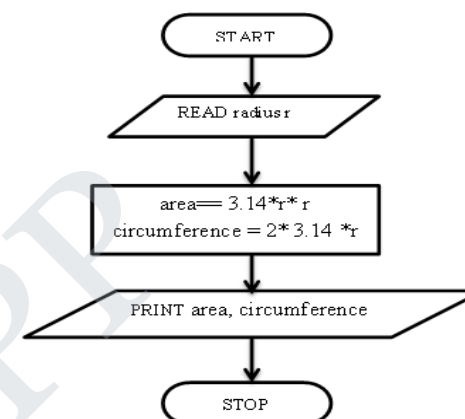 START
READ radius r
area== 3.14*r* r
circumference = 2* 3.14 *r
PRINT area, circumference
STOP